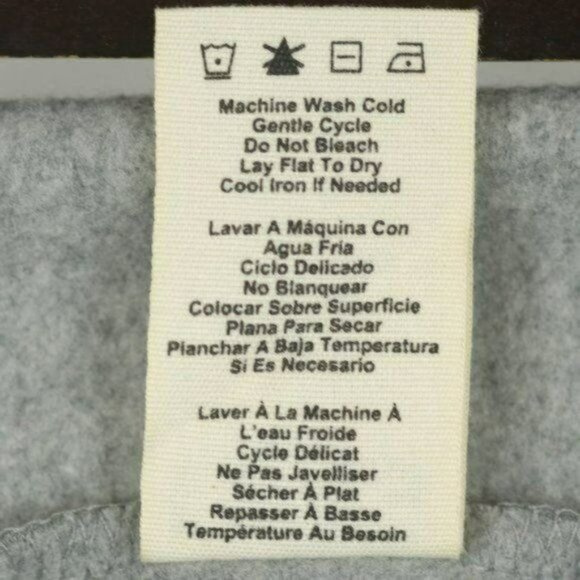 Machine Wash Cold
Gentle Cycle
Do Not Bleach
Lay Flat To Dry
Cool Iron If Needed
Lavar A Máquina Con
Agua Fria
Ciclo Delicado
No Blanquear
Colocar Sobre Superficie
Plana Para Secar
Planchar A Baja Temperatura
Si Es Necesario
Laver À La Machine À
L'eau Froide
Cycle Délicat
Ne Pas Javelliser
Sécher À Plat
Repasser À Basse
Température Au Besoin